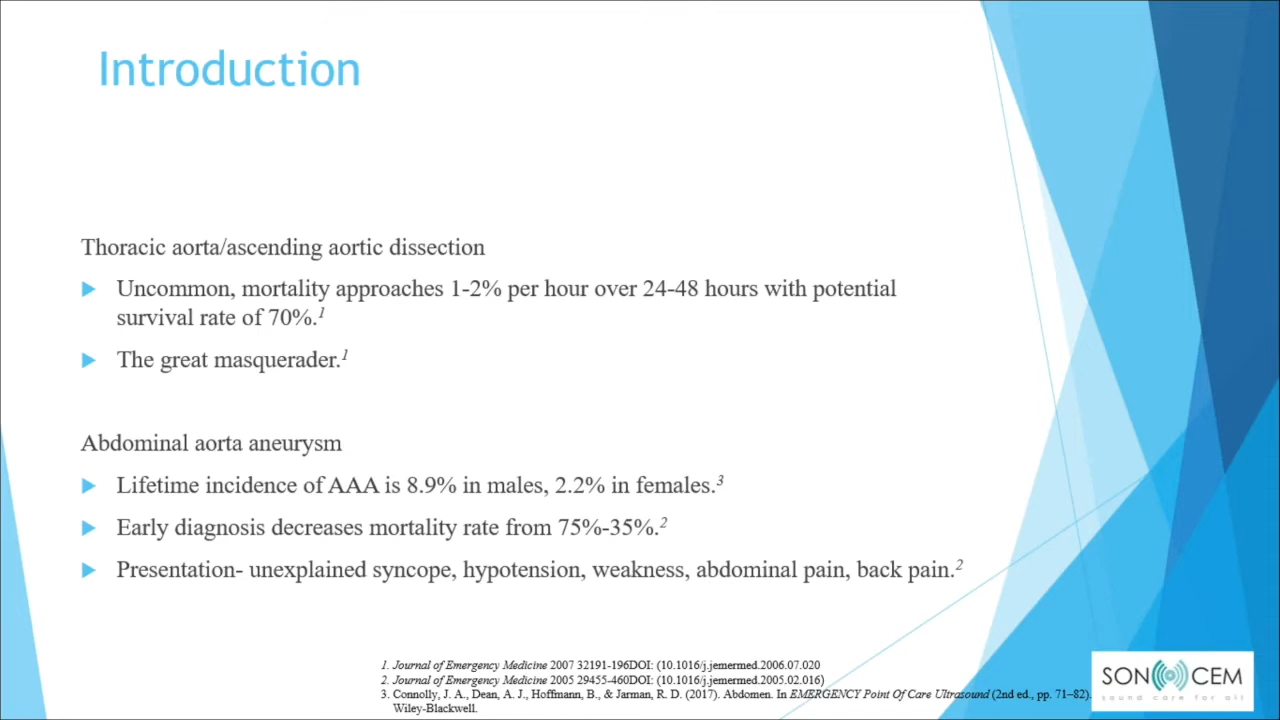 Introduction
Thoracic aorta/ascending aortic dissection
Uncommon, mortality approaches 1-2% per hour over 24-48 hours with potential
survival rate of 70%.1
The great masquerader.1
Abdominal aorta aneurysm
Lifetime incidence of AAA is 8.9% in males, 2.2% in females.3
Early diagnosis decreases mortality rate from 75%-35%.2
Presentation- unexplained syncope, hypotension, weakness, abdominal pain, back pain.2
1. Journal of Emergency Medicine 2007 32191-196DOI: (10.1016/j.jemermed.2006.07.020
2. Journal of Emergency Medicine 2005 29455-460DOI: (10.1016/j.jemermed.2005.02.016)
3. Connolly, J. A., Dean, A. J., Hoffmann, B., & Jarman, R. D. (2017). Abdomen. In EMERGENCY Point Of Care Ultrasound (2nd ed., pp. 71–82).
Wiley-Blackwell.
SON CEM
sound care for all